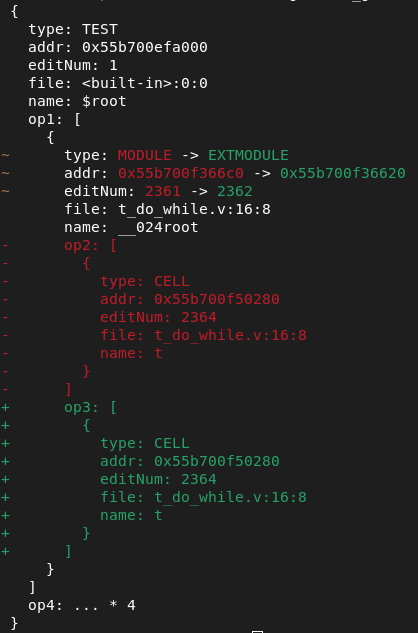 {
  type: TEST
  addr: 0x55b700efa000
  editNum: 1
  file: <built-in>:0:0
  name: $root
  op1: [
    {
~      type: MODULE -> EXTMODULE
~      addr: 0x55b700f366c0 -> 0x55b700f36620
~      editNum: 2361 -> 2362
      file: t_do_while.v:16:8
      name: __024root
-      op2: [
-        {
-          type: CELL
-          addr: 0x55b700f50280
-          editNum: 2364
-          file: t_do_while.v:16:8
-          name: t
-        }
-      ]
+      op3: [
+        {
+          type: CELL
+          addr: 0x55b700f50280
+          editNum: 2364
+          file: t_do_while.v:16:8
+          name: t
+        }
+      ]
    }
  ]
  op4: ... * 4
}